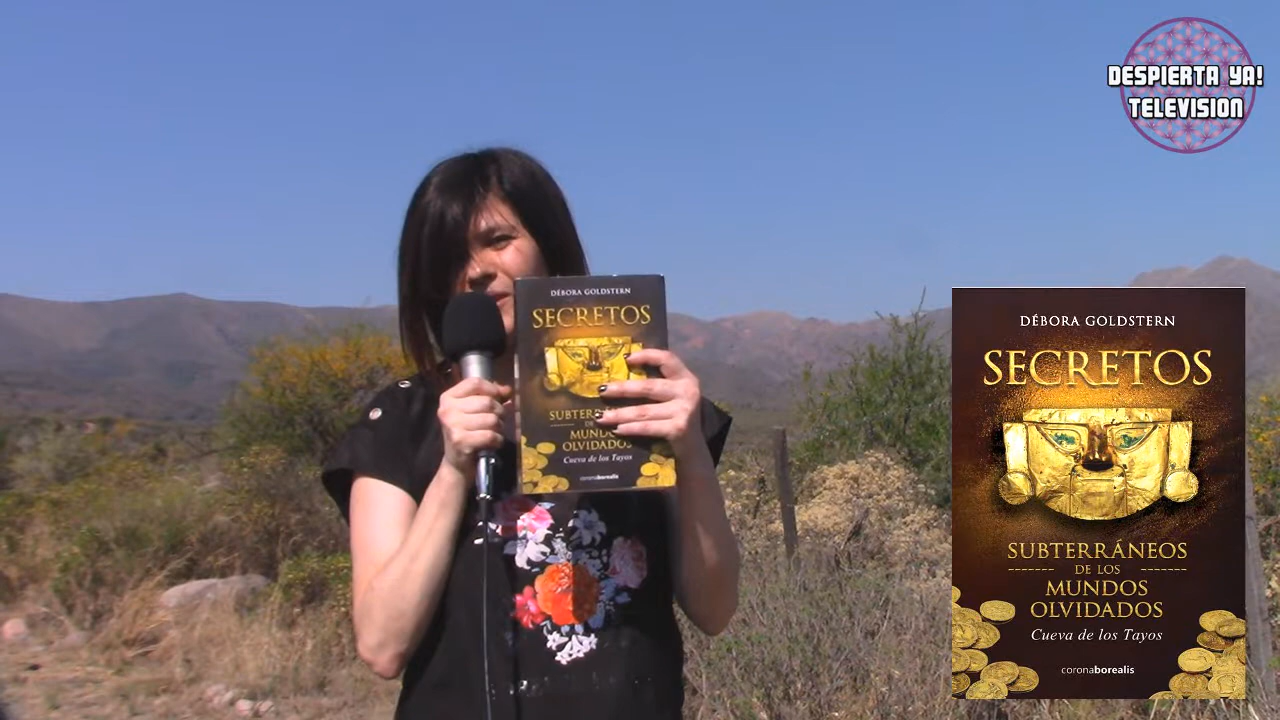 DESPIERTA YA!
TELEVISION
DÉBORA GOLDSTERN
SECRETOS
SUBTERRÁNEOS
DE LOS
MUNDOS
OLVIDADOS
Cueva de los Tayos
coronaborealis
DÉBORA GOLDSTERN
SECRETOS
DE
OLVIDADOS
Cueva de los Tayos
coronaborealis